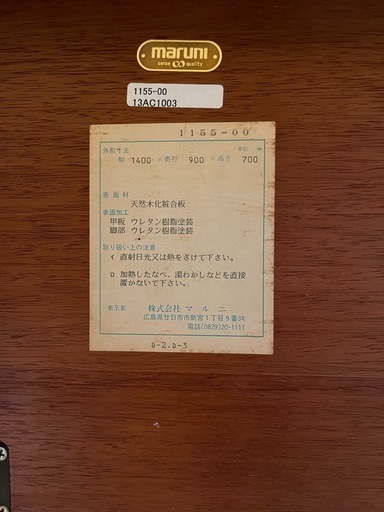 maruni
sense quality
1155-00
13AC1003
1155-00
外形寸法 単位 ㎜
幅 1400 × 奥行 900 × 高さ 700
表面材
天然木化粧合板
表面加工
甲板 ウレタン樹脂塗装
脚部 ウレタン樹脂塗装
取り扱い上の注意
イ 直射日光又は熱をさけて下さい。
ロ 加熱したなべ、湯わかしなどを直接
置かないで下さい。
表示者 株式会社 マルニ
広島県廿日市市新宮1丁目9番34
電話(0829)20-1111
D-2.D-3